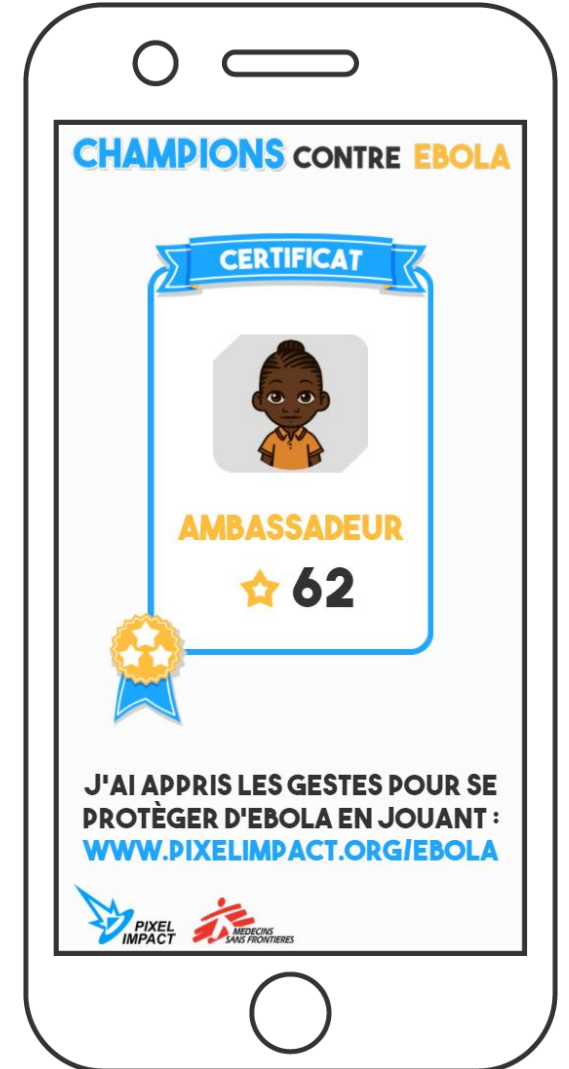 CHAMPIONS CONTRE EBOLA
CERTIFICAT
AMBASSADEUR
62
J'AI APPRIS LES GESTES POUR SE
PROTÈGER D'EBOLA EN JOUANT :
WWW.PIXELIMPACT.ORG/EBOLA
PIXEL
IMPACT
MEDECINS
SANS FRONTIERES